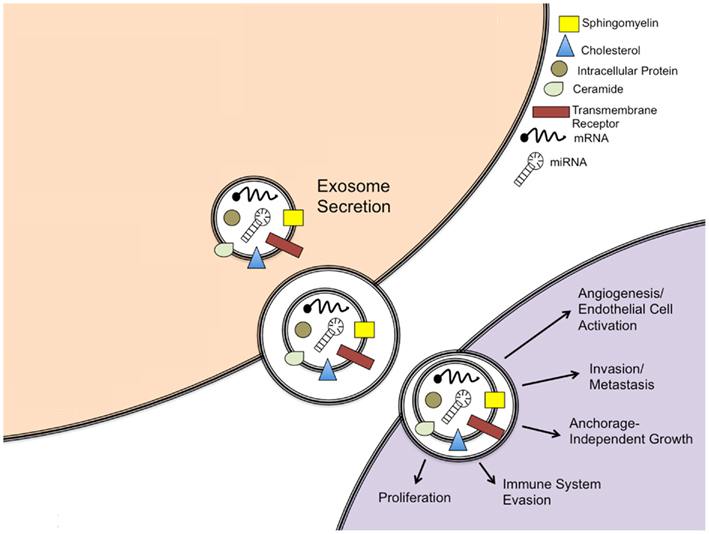 Sphingomyelin
Cholesterol
Intracellular Protein
Ceramide
Transmembrane
Receptor
mRNA
miRNA
Exosome
Secretion
Angiogenesis/
Endothelial Cell
Activation
Invasion/
Metastasis
Anchorage-
Independent Growth
Immune System
Evasion
Proliferation